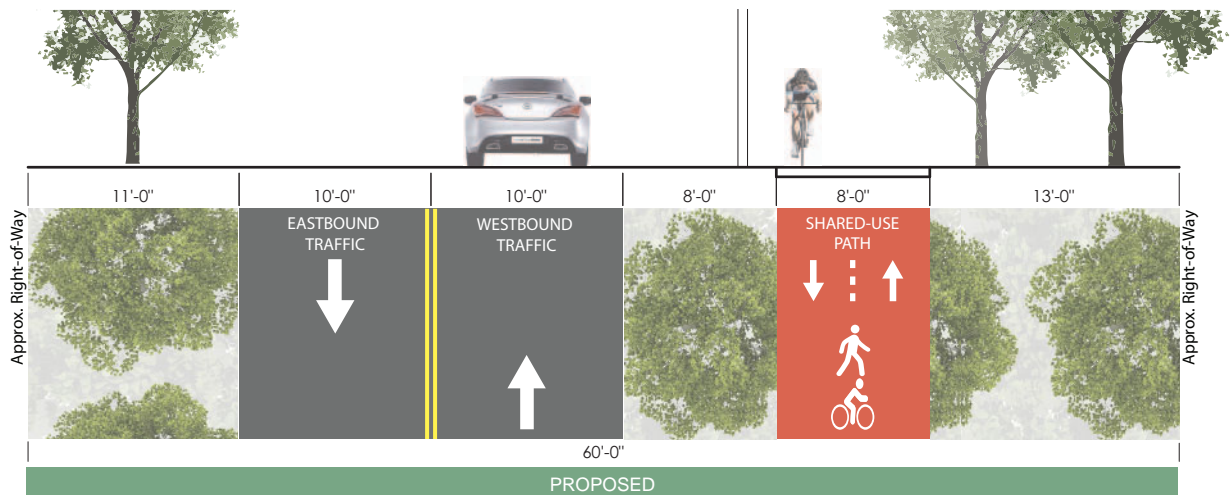 11'-0"
10'-0"
10'-0"
8'-0"
8'-0"
13'-0"
Approx. Right-of-Way
EASTBOUND
TRAFFIC
WESTBOUND
TRAFFIC
SHARED-USE
PATH
Approx. Right-of-Way
60'-0"
PROPOSED